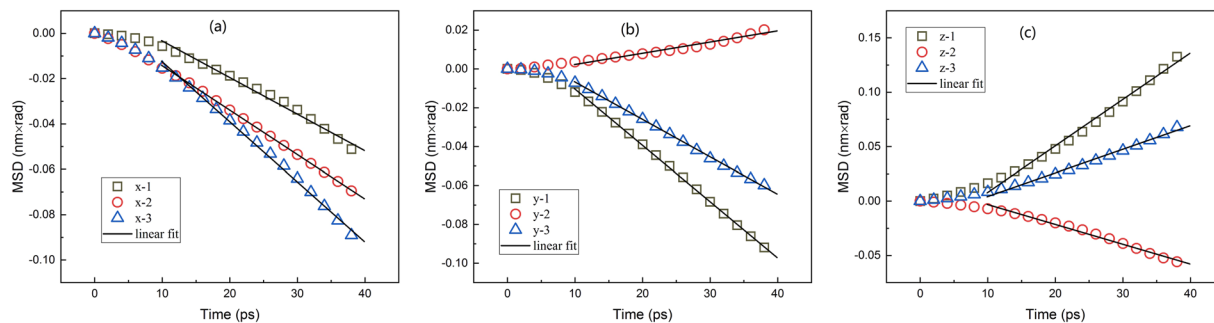 (a)
0.00
-0.02
-0.04
-0.06
-0.08
-0.10
MSD (nm×rad)
x-1
x-2
x-3
linear fit
0 10 20 30 40
Time (ps)
(b)
0.02
0.00
-0.02
-0.04
-0.06
-0.08
-0.10
MSD (nm×rad)
y-1
y-2
y-3
linear fit
0 10 20 30 40
Time (ps)
(c)
0.15
0.10
0.05
0.00
-0.05
MSD (nm×rad)
z-1
z-2
z-3
linear fit
0 10 20 30 40
Time (ps)